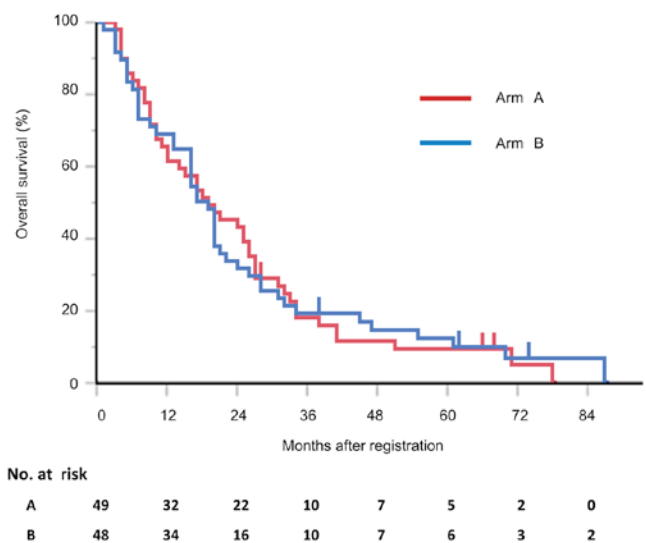 100
80
60
40
20
0
Overall survival (%)
Arm A
Arm B
0 12 24 36 48 60 72 84
Months after registration
No. at risk
A 49 32 22 10 7 5 2 0
B 48 34 16 10 7 6 3 2